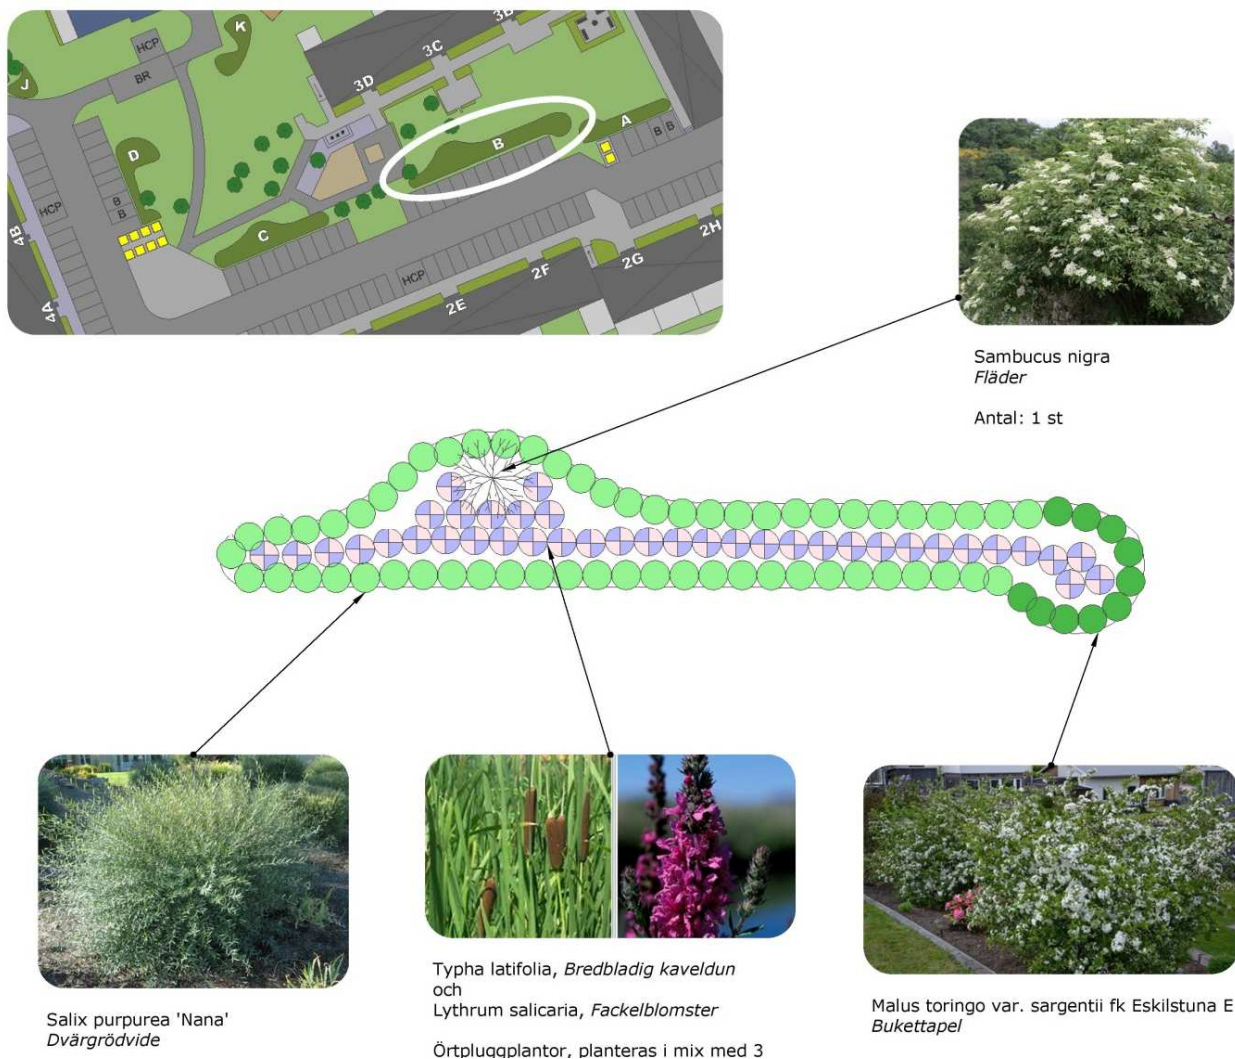 K
HCP
BR
J
3B
3C
3D
D
A
B B
B
B
B
HCP
4B
C
2H
2G
2F
HCP
2E
4A
Sambucus nigra
Fläder
Antal: 1 st
Salix purpurea 'Nana'
Dvärgrödvide
Typha latifolia, Bredbladig kaveldun
och
Lythrum salicaria, Fackelblomster
Örtpluggplantor, planteras i mix med 3
Malus toringo var. sargentii fk Eskilstuna E
Bukettapel